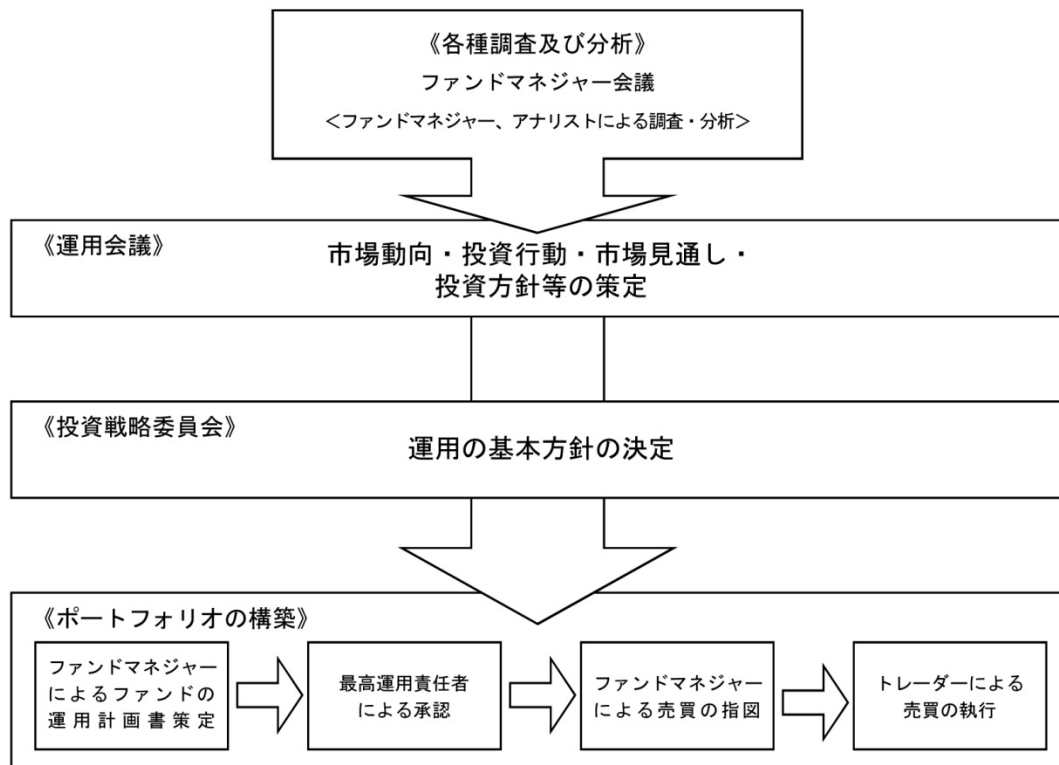 《各種調査及び分析》
ファンドマネジャー会議
＜ファンドマネジャー、アナリストによる調査・分析＞
《運用会議》
市場動向・投資行動・市場見通し・
投資方針等の策定
《投資戦略委員会》
運用の基本方針の決定
《ポートフォリオの構築》
ファンドマネジャー
によるファンドの
運用計画書策定
最高運用責任者
による承認
ファンドマネジャー
による売買の指図
トレーダーによる
売買の執行